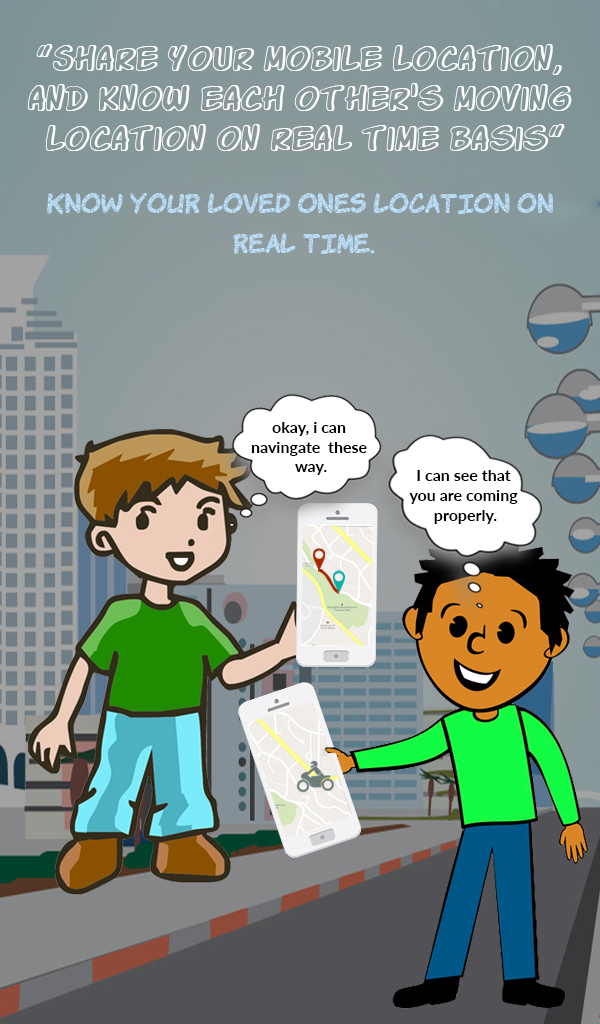 "SHARE YOUR MOBILE LOCATION,
AND KNOW EACH OTHER'S MOVING
LOCATION ON REAL TIME BASIS"
KNOW YOUR LOVED ONES LOCATION ON
REAL TIME.
okay, i can
navingate these
way.
I can see that
you are coming
properly.